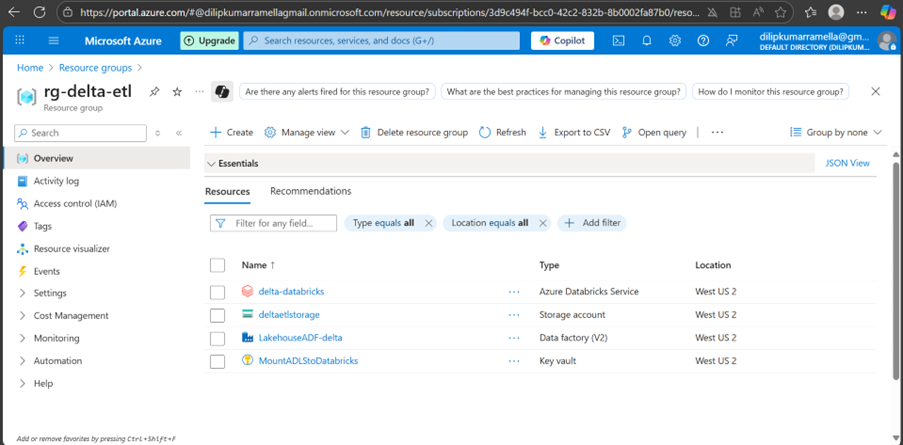 https://portal.azure.com/#@dilipkumarramellagmail.onmicrosoft.com/resource/subscriptions/3d9c494f-bcc0-42c2-832b-8b0002fa87b0/reso...
Microsoft Azure
Upgrade
Search resources, services, and docs (G+/)
Copilot
dilipkumarramella@gm...
DEFAULT DIRECTORY (DILIPKUM...
Home > Resource groups >
rg-delta-etl
Resource group
Are there any alerts fired for this resource group?
What are the best practices for managing this resource group?
How do I monitor this resource group?
Search
Create
Manage view
Delete resource group
Refresh
Export to CSV
Open query
Group by none
Overview
Activity log
Access control (IAM)
Tags
Resource visualizer
Events
Settings
Cost Management
Monitoring
Automation
Help
Essentials
JSON View
Resources
Recommendations
Filter for any field...
Type equals all
Location equals all
Add filter
Name ↑ Type Location
delta-databricks ... Azure Databricks Service West US 2
deltaetlstorage ... Storage account West US 2
LakehouseADF-delta ... Data factory (V2) West US 2
MountADLStoDatabricks ... Key vault West US 2
Add or remove favorites by pressing Ctrl+Shift+F